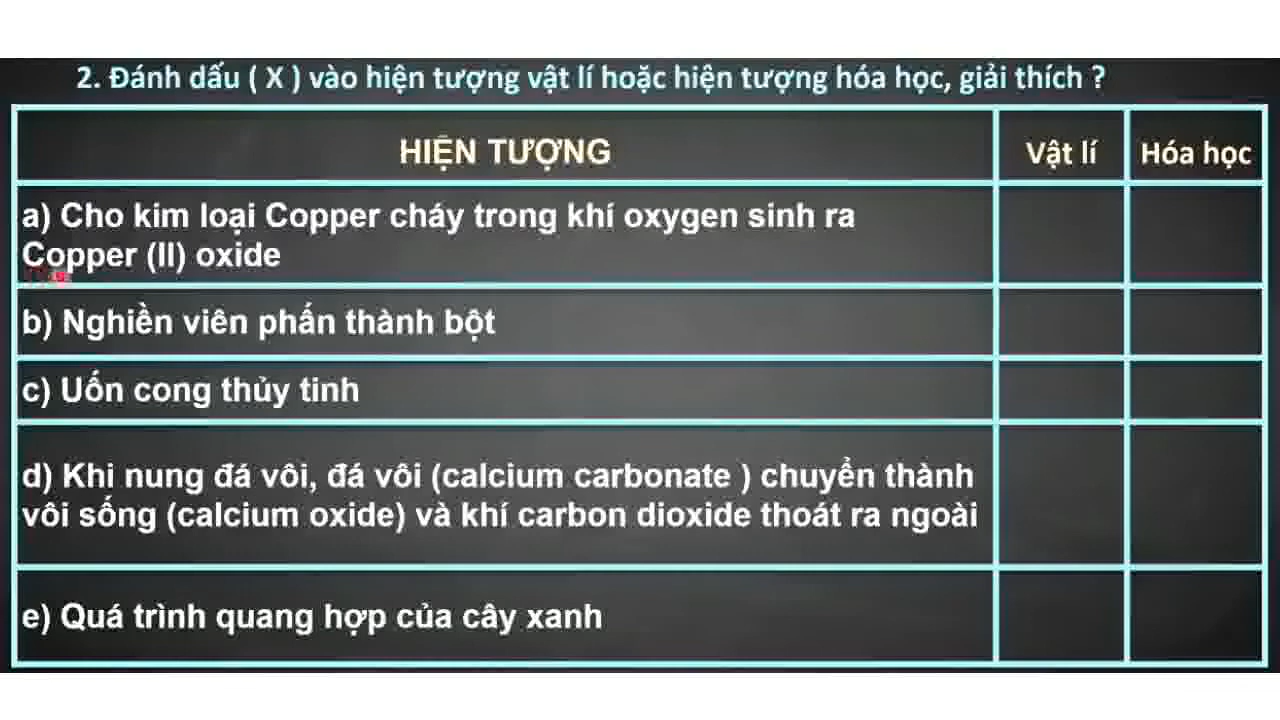 2. Đánh dấu ( X ) vào hiện tượng vật lí hoặc hiện tượng hóa học, giải thích ?
HIỆN TƯỢNG Vật lí Hóa học
a) Cho kim loại Copper cháy trong khí oxygen sinh ra
Copper (II) oxide
b) Nghiền viên phấn thành bột
c) Uốn cong thủy tinh
d) Khi nung đá vôi, đá vôi (calcium carbonate ) chuyển thành
vôi sống (calcium oxide) và khí carbon dioxide thoát ra ngoài
e) Quá trình quang hợp của cây xanh